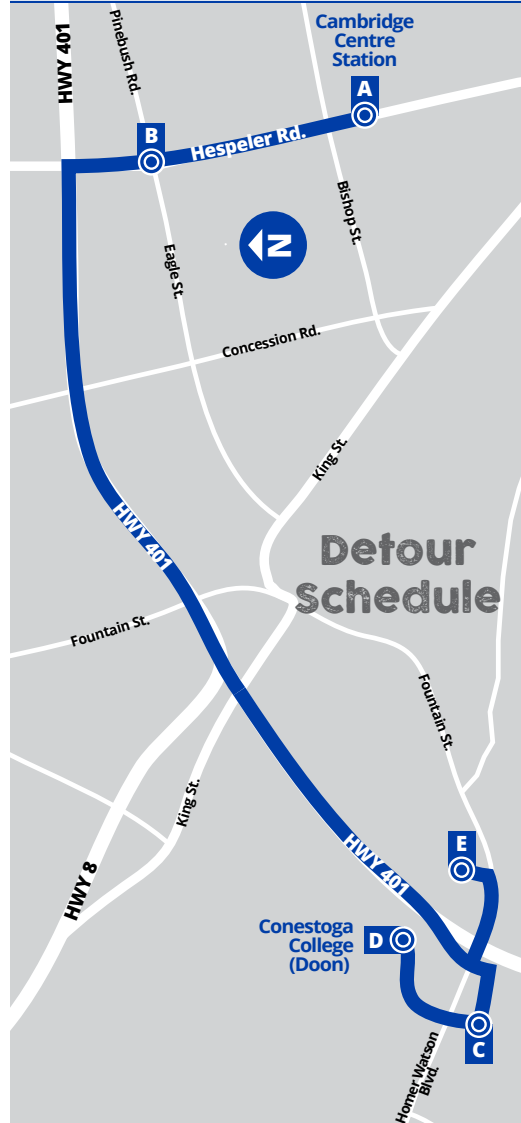 HWY 401
Pinebush Rd.
Cambridge
Centre
Station
A
B
Hespeler Rd.
Bishop St.
Eagle St.
N
Concession Rd.
King St.
HWY 401
Detour
Schedule
Fountain St.
Fountain St.
King St.
HWY 401
E
HWY 8
Conestoga
College
(Doon)
D
C
Homer Watson
Blvd.